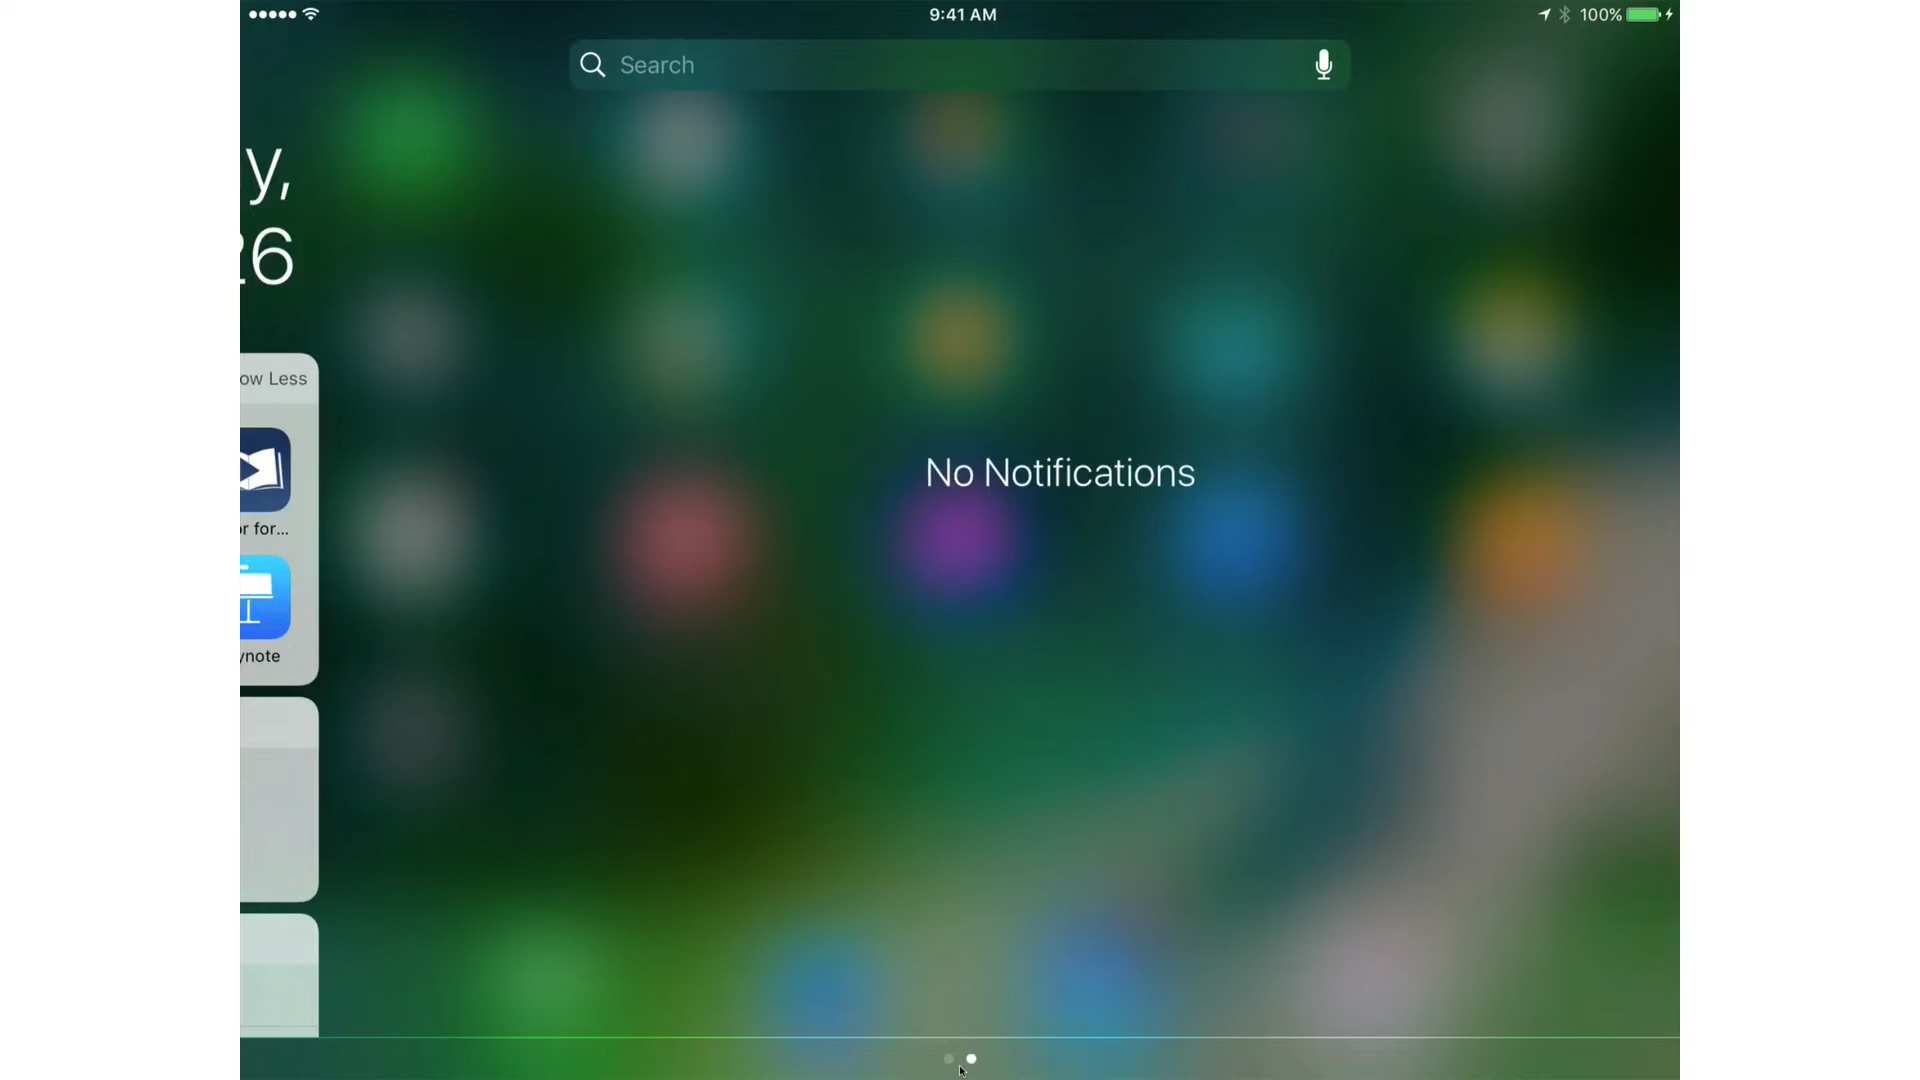 9:41 AM
100%
Search
y,
26
ow Less
r for...
ynote
No Notifications